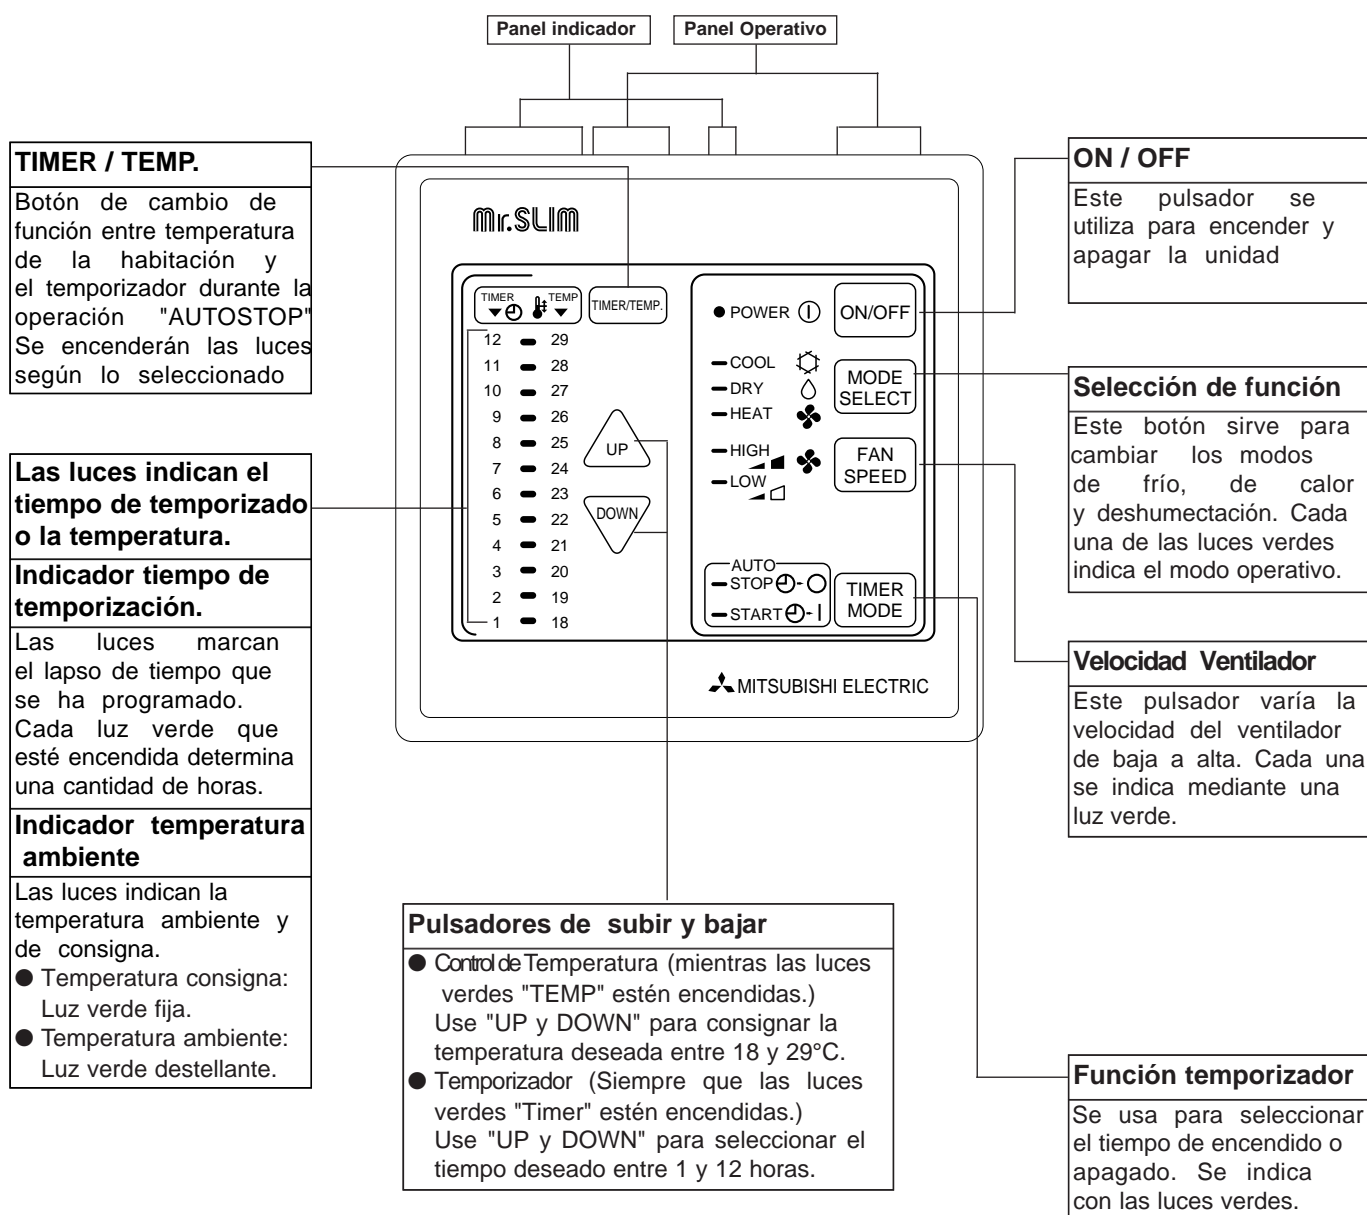 Panel indicador
Panel Operativo
TIMER / TEMP.
Botón de cambio de
función entre temperatura
de la habitación y
el temporizador durante la
operación "AUTOSTOP"
Se encenderán las luces
según lo seleccionado
Las luces indican el
tiempo de temporizado
o la temperatura.
Indicador tiempo de
temporización.
Las luces marcan
el lapso de tiempo que
se ha programado.
Cada luz verde que
esté encendida determina
una cantidad de horas.
Indicador temperatura
ambiente
Las luces indican la
temperatura ambiente y
de consigna.
● Temperatura consigna:
Luz verde fija.
● Temperatura ambiente:
Luz verde destellante.
Mr.SLIM
TIMER TEMP
TIMER/TEMP.
12 29
11 28
10 27
9 26
8 25
7 24
6 23
5 22
4 21
3 20
2 19
1 18
UP
DOWN
POWER
ON/OFF
COOL
DRY
HEAT
MODE
SELECT
HIGH
LOW
FAN
SPEED
AUTO
STOP
START
TIMER
MODE
MITSUBISHI ELECTRIC
Pulsadores de subir y bajar
● Control de Temperatura (mientras las luces
verdes "TEMP" estén encendidas.)
Use "UP y DOWN" para consignar la
temperatura deseada entre 18 y 29°C.
● Temporizador (Siempre que las luces
verdes "Timer" estén encendidas.)
Use "UP y DOWN" para seleccionar el
tiempo deseado entre 1 y 12 horas.
ON / OFF
Este pulsador se
utiliza para encender y
apagar la unidad
Selección de función
Este botón sirve para
cambiar los modos
de frío, de calor
y deshumectación. Cada
una de las luces verdes
indica el modo operativo.
Velocidad Ventilador
Este pulsador varía la
velocidad del ventilador
de baja a alta. Cada una
se indica mediante una
luz verde.
Función temporizador
Se usa para seleccionar
el tiempo de encendido o
apagado. Se indica
con las luces verdes.